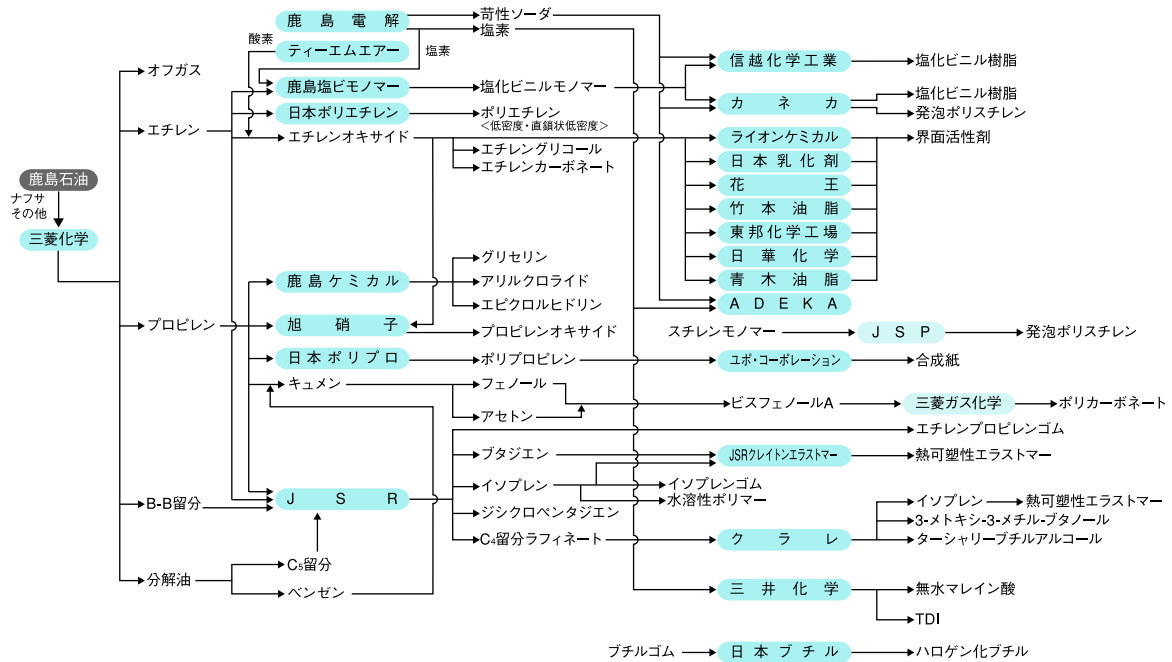 鹿島電解
苛性ソーダ
塩素
酸素
ティーエムエアー
塩素
オフガス
信越化学工業
塩化ビニル樹脂
鹿島塩ビモノマー
塩化ビニルモノマー
カネカ
塩化ビニル樹脂
発泡ポリスチレン
日本ポリエチレン
ポリエチレン
<低密度・直鎖状低密度>
エチレン
エチレンオキサイド
ライオンケミカル
界面活性剤
エチレングリコール
エチレンカーボネート
日本乳化剤
花王
竹本油脂
東邦化学工場
日華化学
青木油脂
ADEKA
鹿島石油
ナフサ
その他
三菱化学
グリセリン
鹿島ケミカル
アリルクロライド
エピクロルヒドリン
プロピレン
旭硝子
プロピレンオキサイド
スチレンモノマー
JSP
発泡ポリスチレン
日本ポリプロ
ポリプロピレン
ユポ・コーポレーション
合成紙
キュメン
フェノール
アセトン
ビスフェノールA
三菱ガス化学
ポリカーボネート
エチレンプロピレンゴム
ブタジエン
JSRクレイトンエラストマー
熱可塑性エラストマー
イソプレン
イソプレンゴム
水溶性ポリマー
B-B留分
JSR
ジシクロペンタジエン
C4留分ラフィネート
クラレ
イソプレン
熱可塑性エラストマー
3-メトキシ-3-メチル-ブタノール
ターシャリーブチルアルコール
分解油
C5留分
ベンゼン
三井化学
無水マレイン酸
TDI
ブチルゴム
日本ブチル
ハロゲン化ブチル